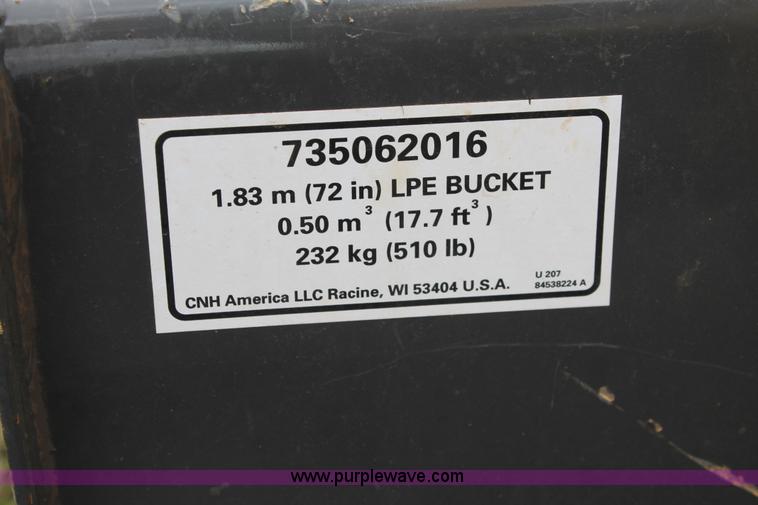 735062016
1.83 m (72 in) LPE BUCKET
0.50 m³ (17.7 ft³)
232 kg (510 lb)
CNH America LLC Racine, WI 53404 U.S.A.
U 207
84538224 A
www.purplewave.com